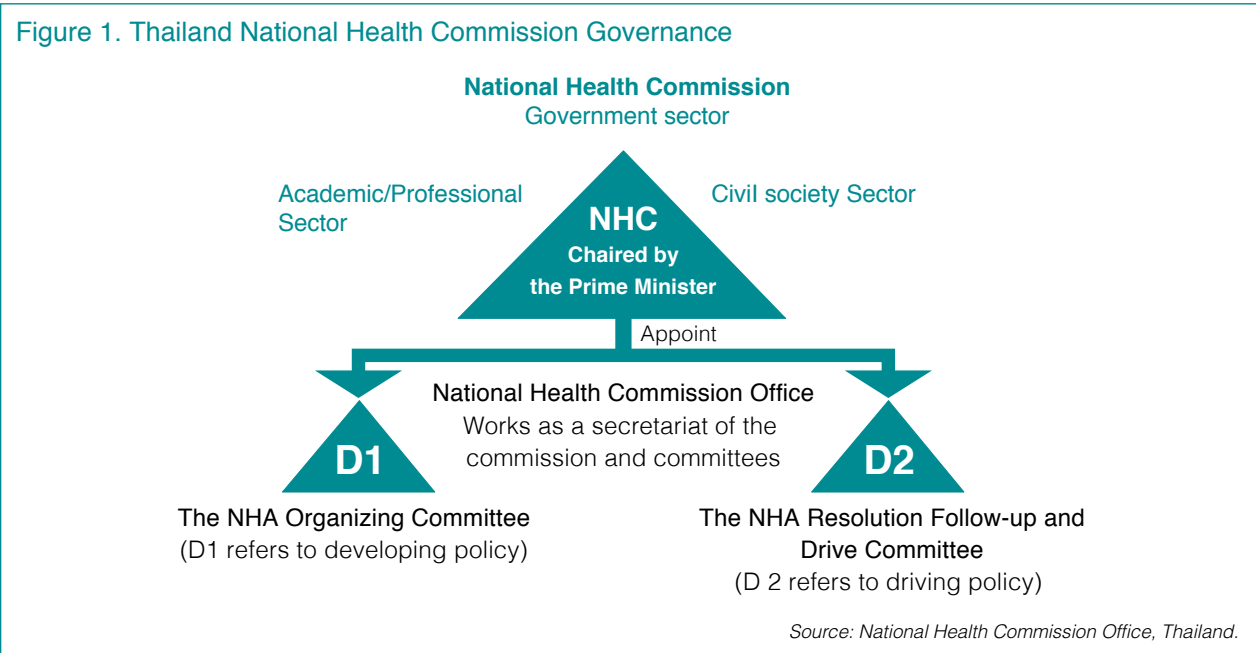 Figure 1. Thailand National Health Commission Governance
National Health Commission
Government sector
Academic/Professional
Sector
Civil society Sector
NHC
Chaired by
the Prime Minister
Appoint
National Health Commission Office
Works as a secretariat of the
commission and committees
D1
D2
The NHA Organizing Committee
(D1 refers to developing policy)
The NHA Resolution Follow-up and
Drive Committee
(D 2 refers to driving policy)
Source: National Health Commission Office, Thailand.